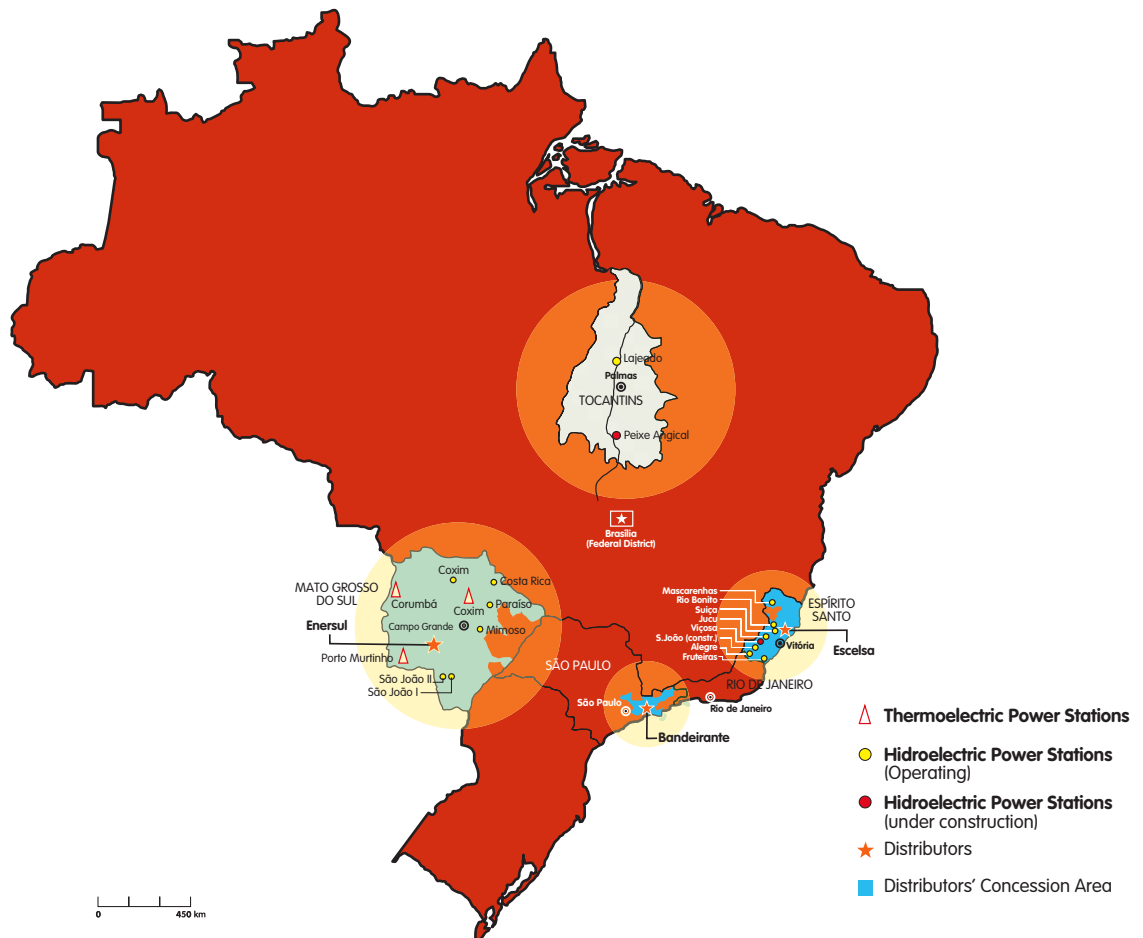 Lajeado
Palmas
TOCANTINS
Peixe Angical
Brasília
(Federal District)
MATO GROSSO
DO SUL
Coxim
Costa Rica
Corumbá
Coxim
Paraíso
Enersul
Campo Grande
Mimoso
Porto Murtinho
São João II
São João I
Mascarenhas
Rio Bonito
Suiça
Jucu
Viçosa
S.João (constr.)
Alegre
Fruteiras
ESPÍRITO
SANTO
Vitória
Escelsa
SÃO PAULO
RIO DE JANEIRO
São Paulo
Rio de Janeiro
Bandeirante
Thermoelectric Power Stations
Hidroelectric Power Stations
(Operating)
Hidroelectric Power Stations
(under construction)
Distributors
Distributors' Concession Area
0 450 km